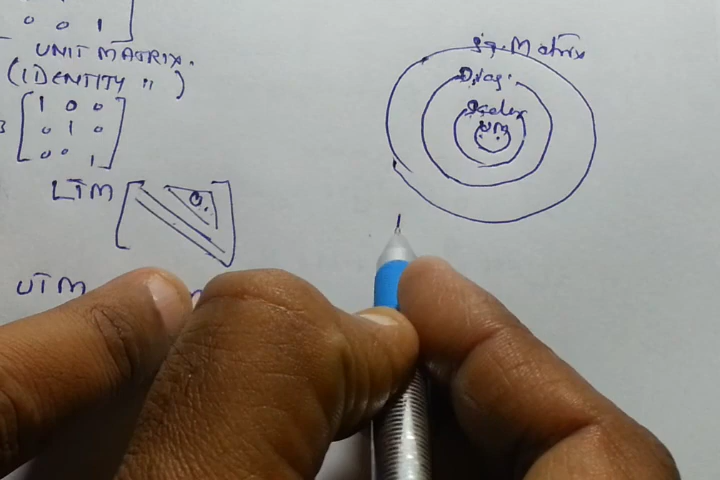 0 0 1
UNIT MATRIX.
(IDENTITY " )
3 1 0 0
0 1 0
0 0 1
LTM 0.
UTM
Sq. Matrix
Diag.
Scalar
UM